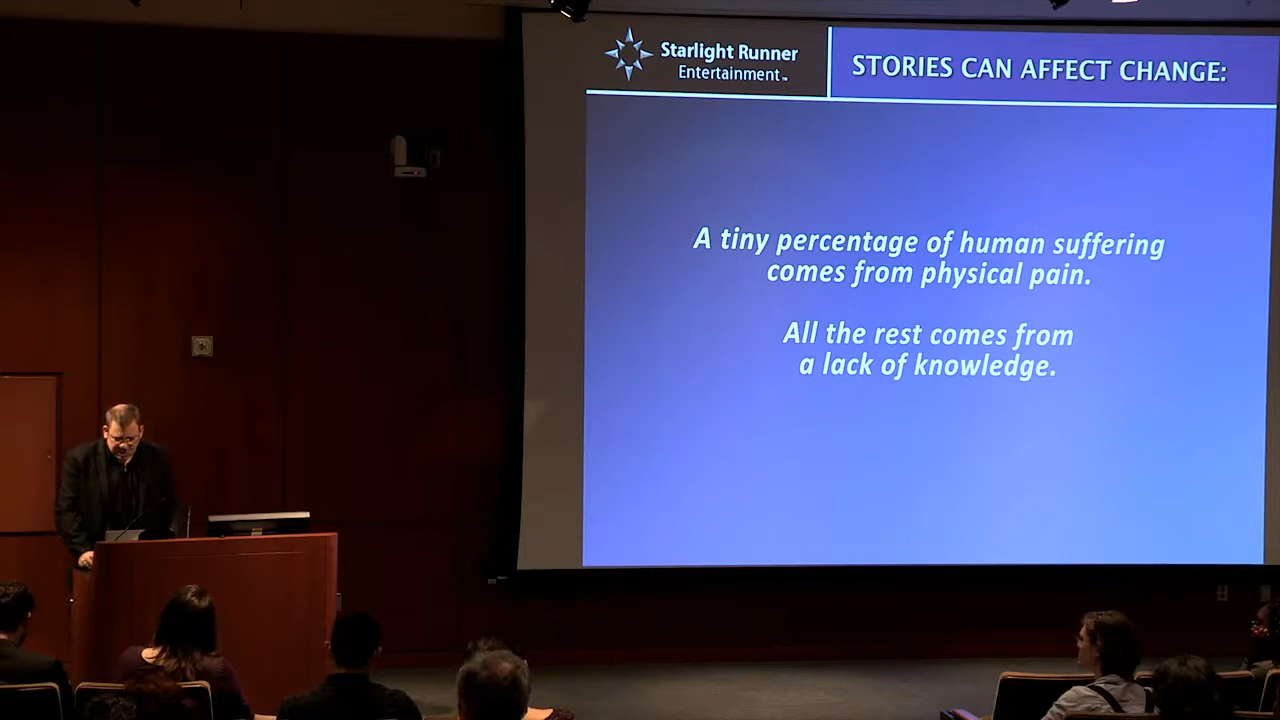 Starlight Runner
Entertainment™
STORIES CAN AFFECT CHANGE:
A tiny percentage of human suffering
comes from physical pain.
All the rest comes from
a lack of knowledge.